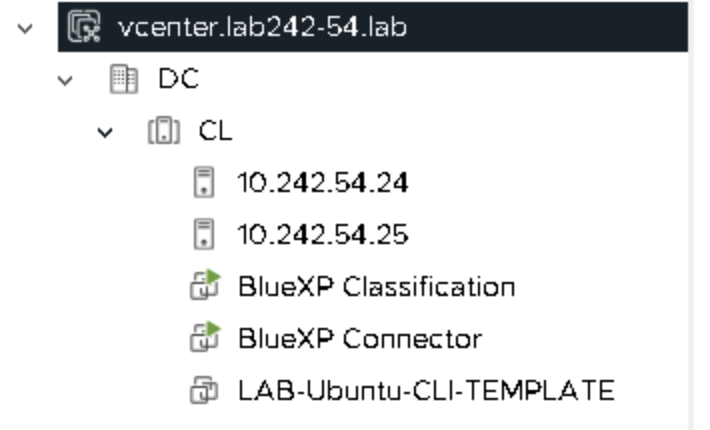 vcenter.lab242-54.lab
DC
CL
10.242.54.24
10.242.54.25
BlueXP Classification
BlueXP Connector
LAB-Ubuntu-CLI-TEMPLATE